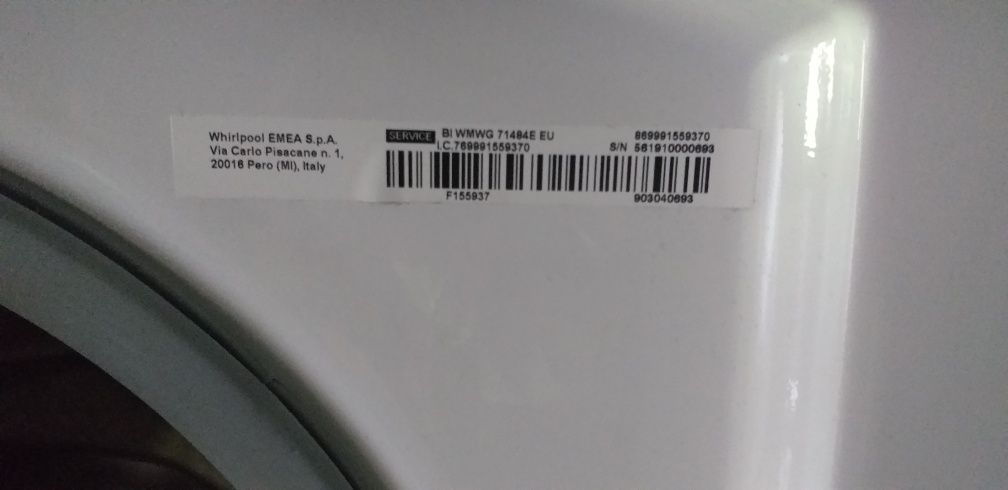 Whirlpool EMEA S.p.A.
Via Carlo Pisacane n. 1,
20016 Pero (MI), Italy
SERVICE BI WMWG 71484E EU 869991559370
I.C.769991559370 S/N 561910000693
F155937 903040693